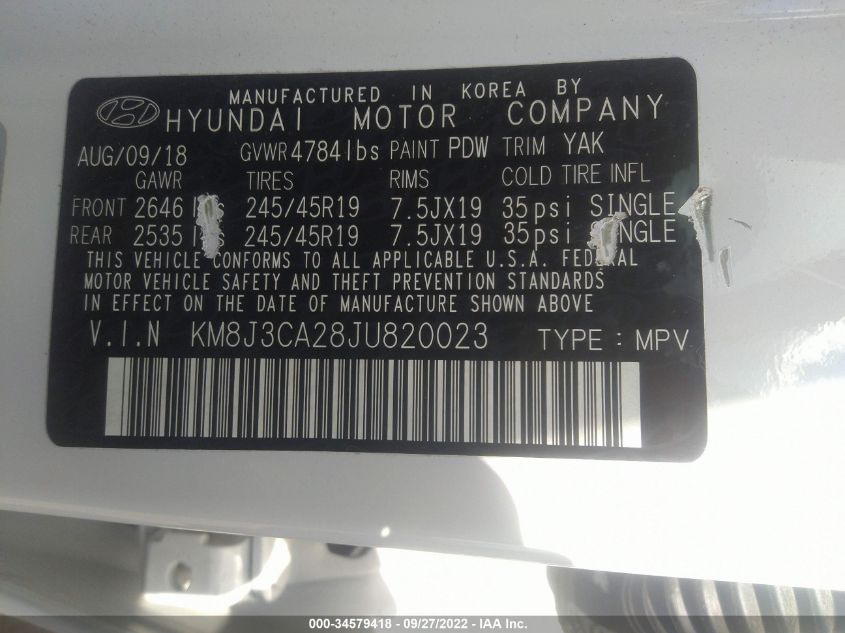 MANUFACTURED IN KOREA BY
HYUNDAI MOTOR COMPANY
AUG/09/18 GVWR 4784lbs PAINT PDW TRIM YAK
GAWR TIRES RIMS COLD TIRE INFL
FRONT 2646 245/45R19 7.5JX19 35psi SINGLE
REAR 2535 245/45R19 7.5JX19 35psi SINGLE
THIS VEHICLE CONFORMS TO ALL APPLICABLE U.S.A. FEDERAL
MOTOR VEHICLE SAFETY AND THEFT PREVENTION STANDARDS
IN EFFECT ON THE DATE OF MANUFACTURE SHOWN ABOVE
V.I.N KM8J3CA28JU820023 TYPE : MPV
000-34579418 - 09/27/2022 - IAA Inc.